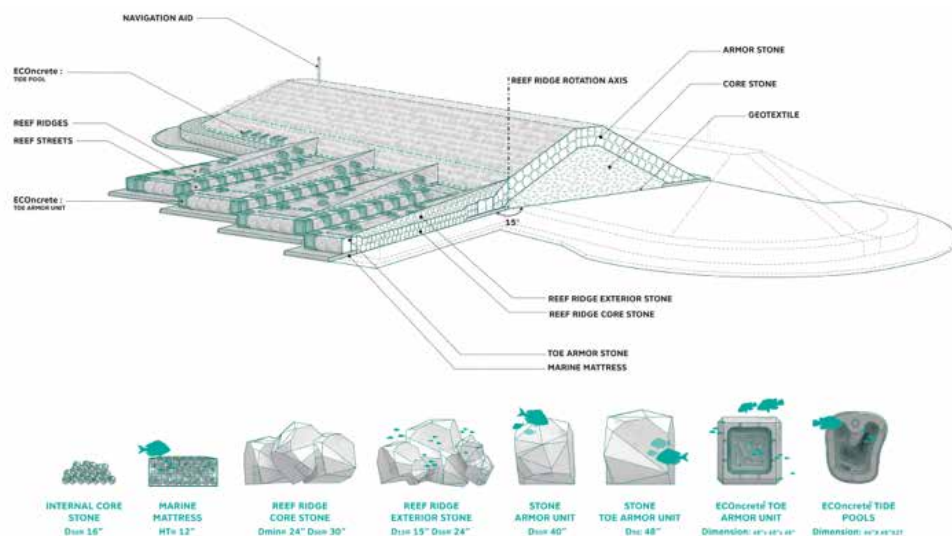 NAVIGATION AID
ECOncrete :
TIDE POOL
REEF RIDGES
REEF STREETS
ECOncrete :
TOE ARMOR UNIT
REEF RIDGE ROTATION AXIS
ARMOR STONE
CORE STONE
GEOTEXTILE
15°
REEF RIDGE EXTERIOR STONE
REEF RIDGE CORE STONE
TOE ARMOR STONE
MARINE MATTRESS
INTERNAL CORE
STONE
D50= 16"
MARINE
MATTRESS
HT= 12"
REEF RIDGE
CORE STONE
Dmin= 24" D50= 30"
REEF RIDGE
EXTERIOR STONE
D15= 15" D50= 24"
STONE
ARMOR UNIT
D50= 40"
STONE
TOE ARMOR UNIT
48"
ECOncrete TOE
ARMOR UNIT
Dimension:
ECOncrete TIDE
POOLS
Dimension: